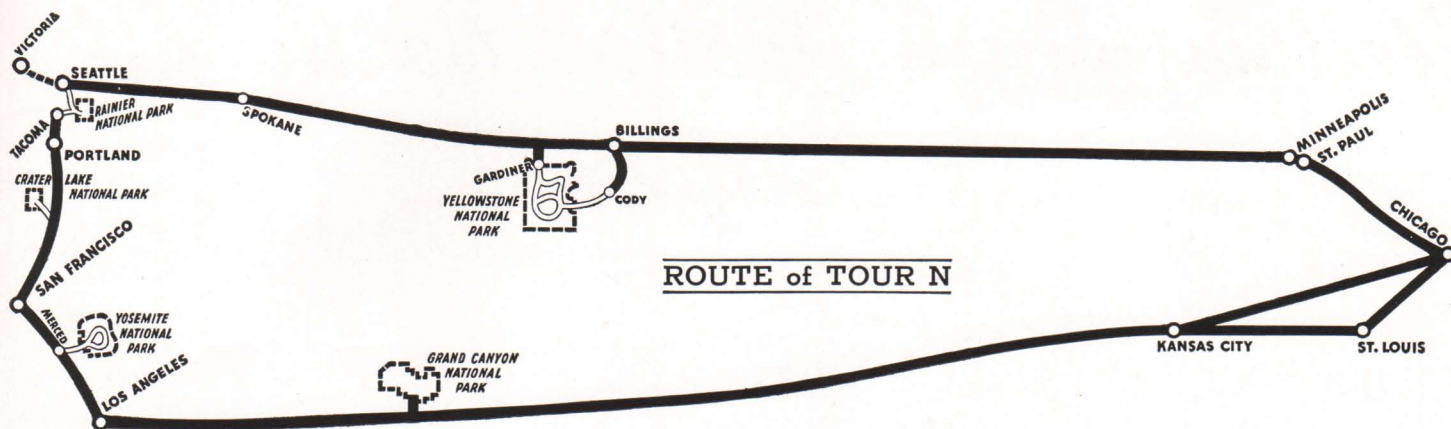 VICTORIA
SEATTLE
RAINIER
NATIONAL PARK
TACOMA
PORTLAND
SPOKANE
CRATER LAKE
NATIONAL PARK
SAN FRANCISCO
MERCED
YOSEMITE
NATIONAL
PARK
LOS ANGELES
BILLINGS
GARDINER
CODY
YELLOWSTONE
NATIONAL
PARK
MINNEAPOLIS
ST. PAUL
CHICAGO
ROUTE of TOUR N
GRAND CANYON
NATIONAL
PARK
KANSAS CITY
ST. LOUIS